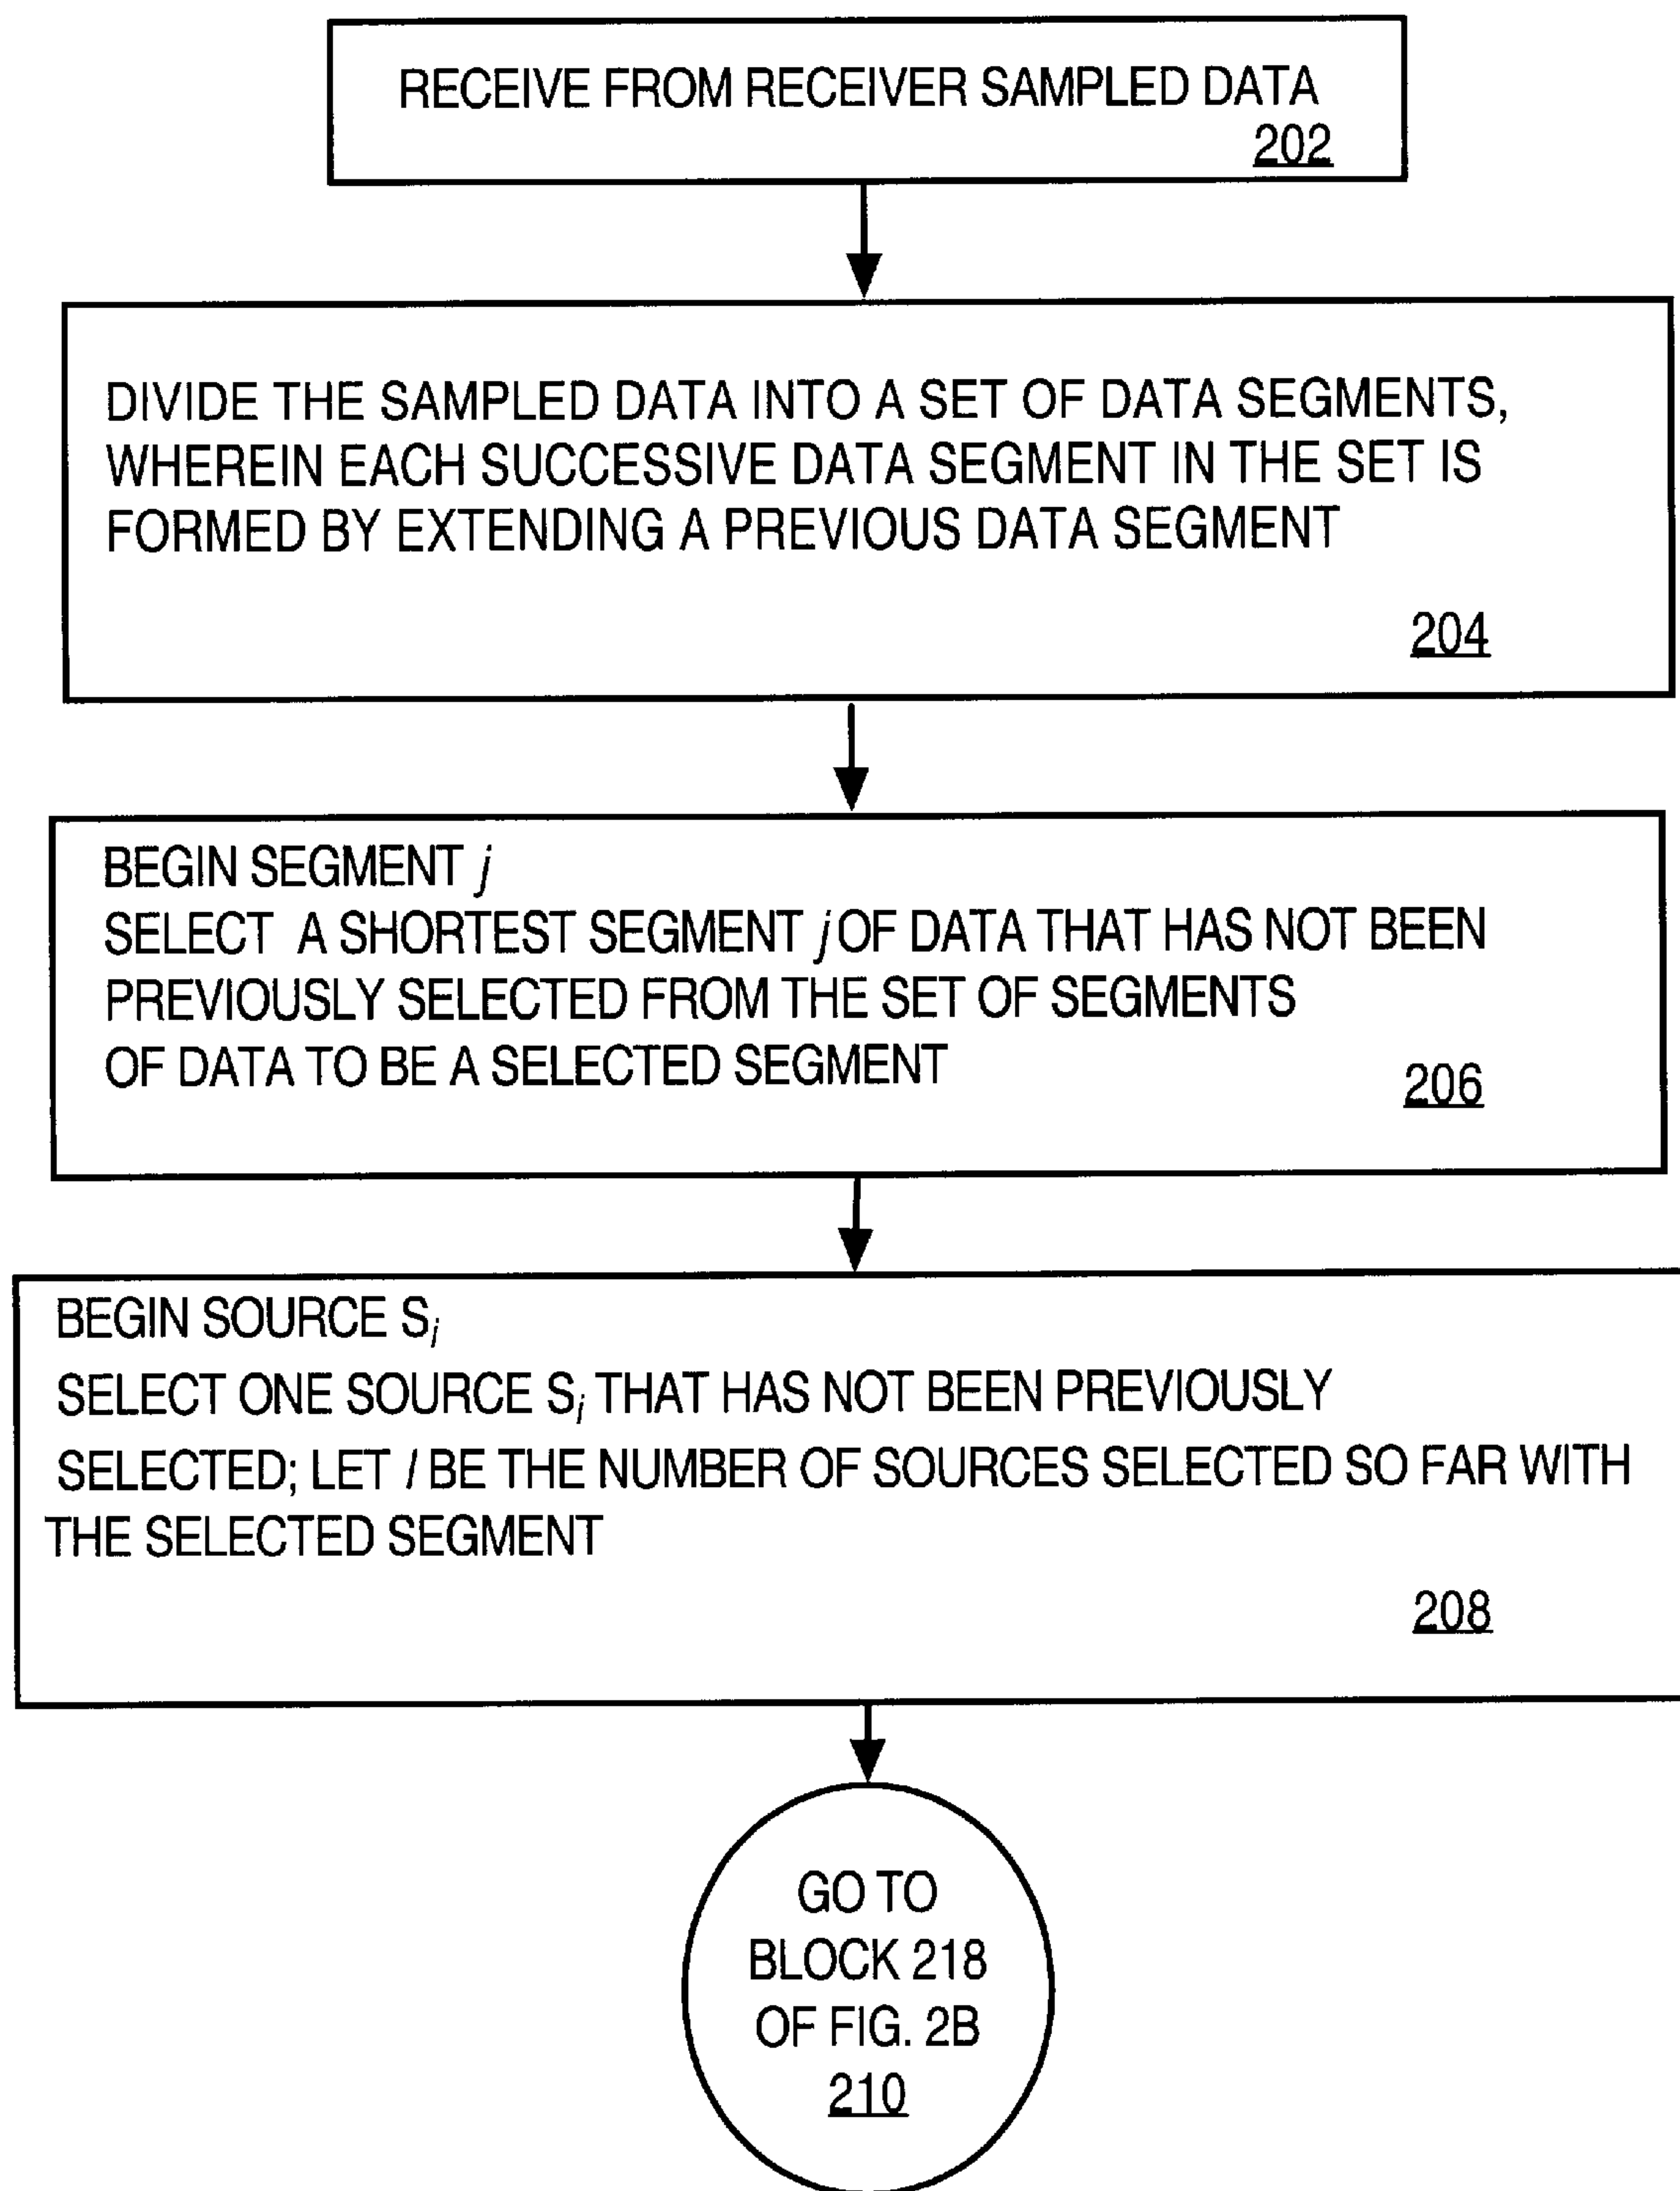 RECEIVE FROM RECEIVER SAMPLED DATA
202
DIVIDE THE SAMPLED DATA INTO A SET OF DATA SEGMENTS,
WHEREIN EACH SUCCESSIVE DATA SEGMENT IN THE SET IS
FORMED BY EXTENDING A PREVIOUS DATA SEGMENT
204
BEGIN SEGMENT j
SELECT A SHORTEST SEGMENT j OF DATA THAT HAS NOT BEEN
PREVIOUSLY SELECTED FROM THE SET OF SEGMENTS
OF DATA TO BE A SELECTED SEGMENT
206
BEGIN SOURCE Si
SELECT ONE SOURCE Si THAT HAS NOT BEEN PREVIOUSLY
SELECTED; LET I BE THE NUMBER OF SOURCES SELECTED SO FAR WITH
THE SELECTED SEGMENT
208
GO TO
BLOCK 218
OF FIG. 2B
210